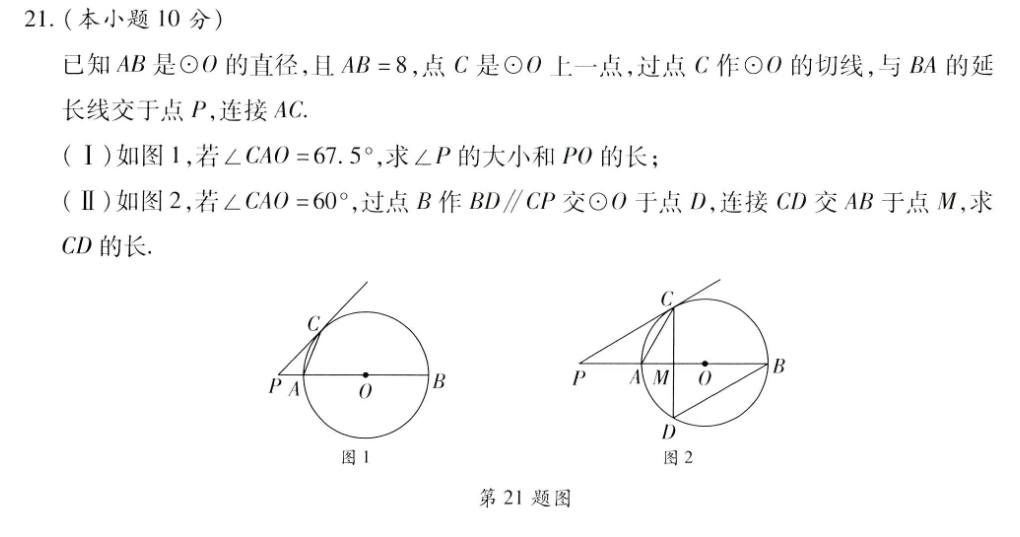 21. (本小题 10 分)
已知 AB 是⊙O 的直径,且 AB = 8,点 C 是⊙O 上一点,过点 C 作⊙O 的切线,与 BA 的延
长线交于点 P,连接 AC.
(Ⅰ)如图 1,若∠CAO = 67. 5°,求∠P 的大小和 PO 的长;
(Ⅱ)如图 2,若∠CAO = 60°,过点 B 作 BD∥CP 交⊙O 于点 D,连接 CD 交 AB 于点 M,求
CD 的长.
C
P A O B
图 1
C
P A M O B
D
图 2
第 21 题图